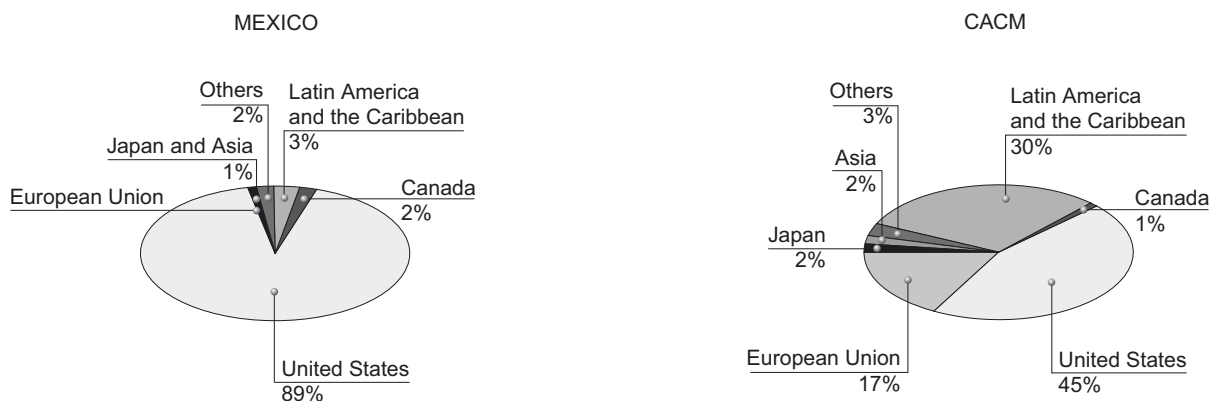 MEXICO
Others
2%
Latin America
and the Caribbean
3%
Japan and Asia
1%
European Union
Canada
2%
United States
89%
CACM
Others
3%
Latin America
and the Caribbean
30%
Asia
2%
Canada
1%
Japan
2%
European Union
17%
United States
45%